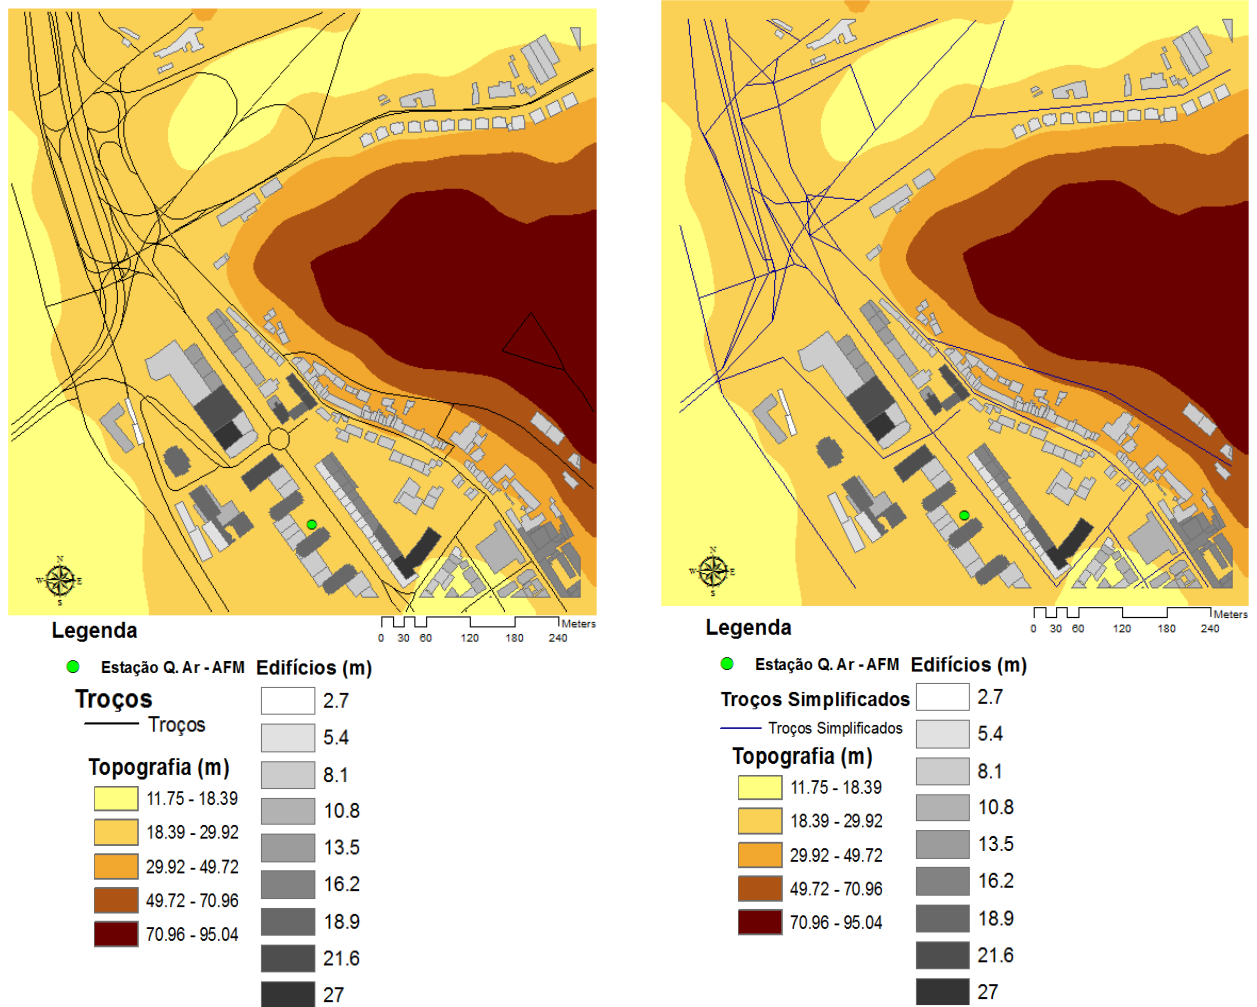 N
W E
S
Meters
0 30 60 120 180 240
Legenda
Estação Q. Ar - AFM
Troços
Troços
Topografia (m)
11.75 - 18.39
18.39 - 29.92
29.92 - 49.72
49.72 - 70.96
70.96 - 95.04
Edifícios (m)
2.7
5.4
8.1
10.8
13.5
16.2
18.9
21.6
27
N
W E
S
Meters
0 30 60 120 180 240
Legenda
Estação Q. Ar - AFM
Troços Simplificados
Troços Simplificados
Topografia (m)
11.75 - 18.39
18.39 - 29.92
29.92 - 49.72
49.72 - 70.96
70.96 - 95.04
Edifícios (m)
2.7
5.4
8.1
10.8
13.5
16.2
18.9
21.6
27